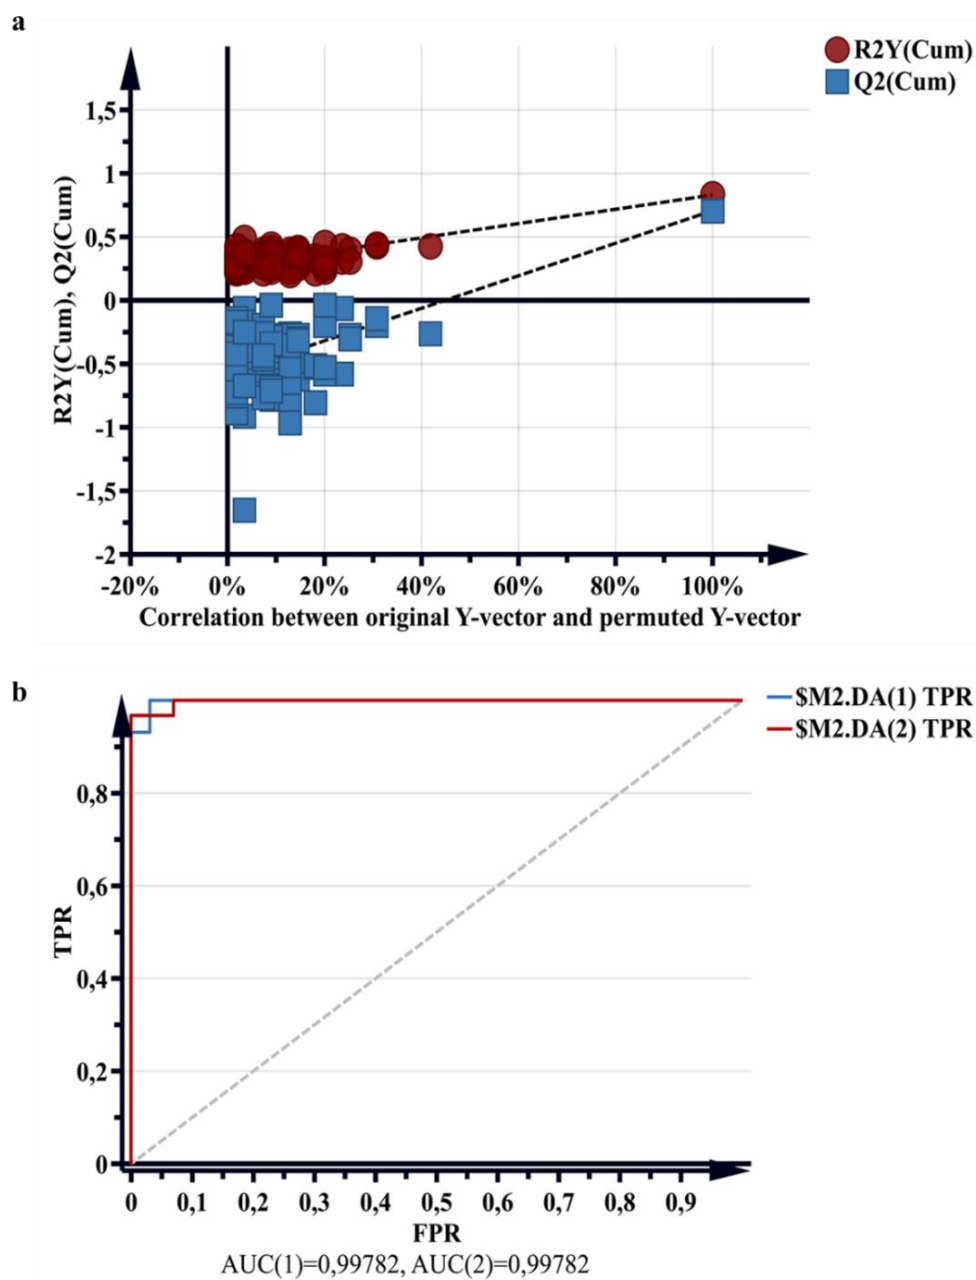 a
R2Y(Cum)
Q2(Cum)
R2Y(Cum), Q2(Cum)
1,5
1
0,5
0
-0,5
-1
-1,5
-2
-20% 0% 20% 40% 60% 80% 100%
Correlation between original Y-vector and permuted Y-vector
b
$M2.DA(1) TPR
$M2.DA(2) TPR
TPR
0,8
0,6
0,4
0,2
0
0 0,1 0,2 0,3 0,4 0,5 0,6 0,7 0,8 0,9
FPR
AUC(1)=0,99782, AUC(2)=0,99782